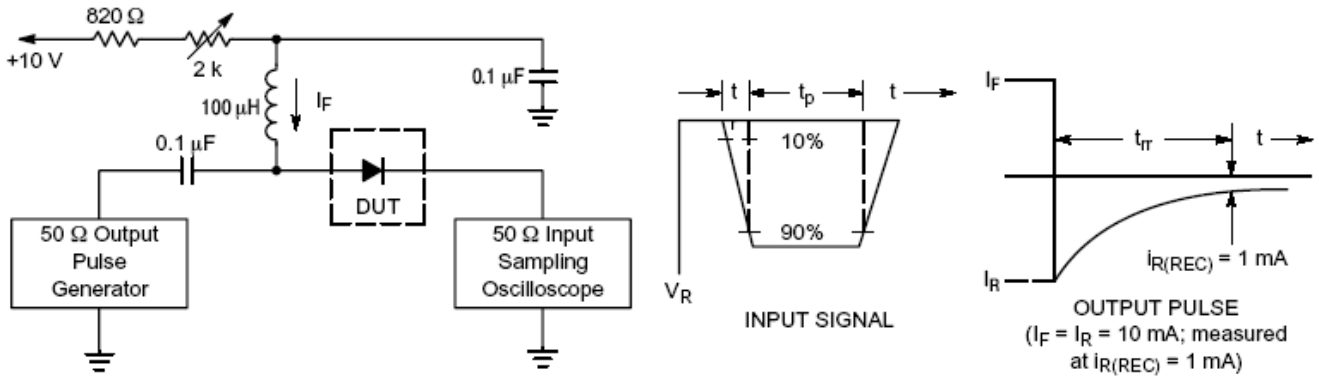 820 Ω
+10 V
2 k
100 µH
I_F
0.1 µF
0.1 µF
DUT
50 Ω Output
Pulse
Generator
50 Ω Input
Sampling
Oscilloscope
t_r
t_p
t
10%
90%
V_R
INPUT SIGNAL
I_F
t_rr
t
i_R(REC) = 1 mA
I_R
OUTPUT PULSE
(I_F = I_R = 10 mA; measured
at i_R(REC) = 1 mA)